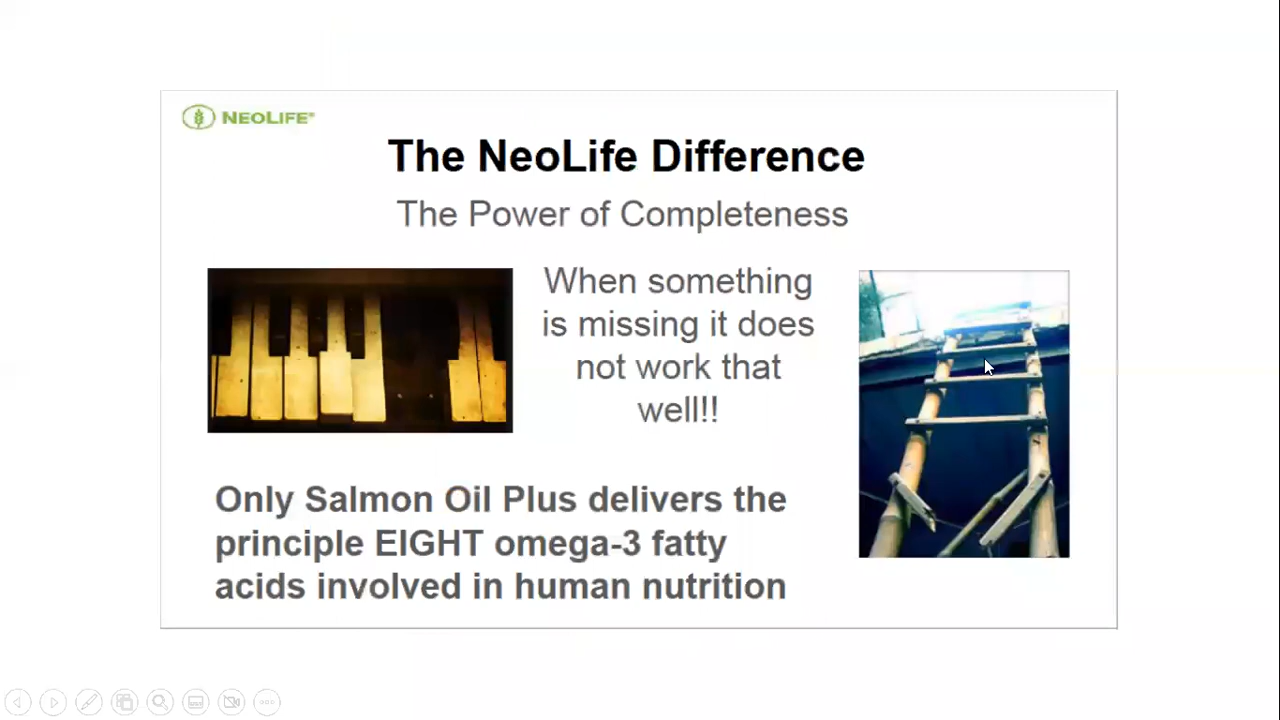 NEOLIFE®
The NeoLife Difference
The Power of Completeness
When something
is missing it does
not work that
well!!
Only Salmon Oil Plus delivers the
principle EIGHT omega-3 fatty
acids involved in human nutrition